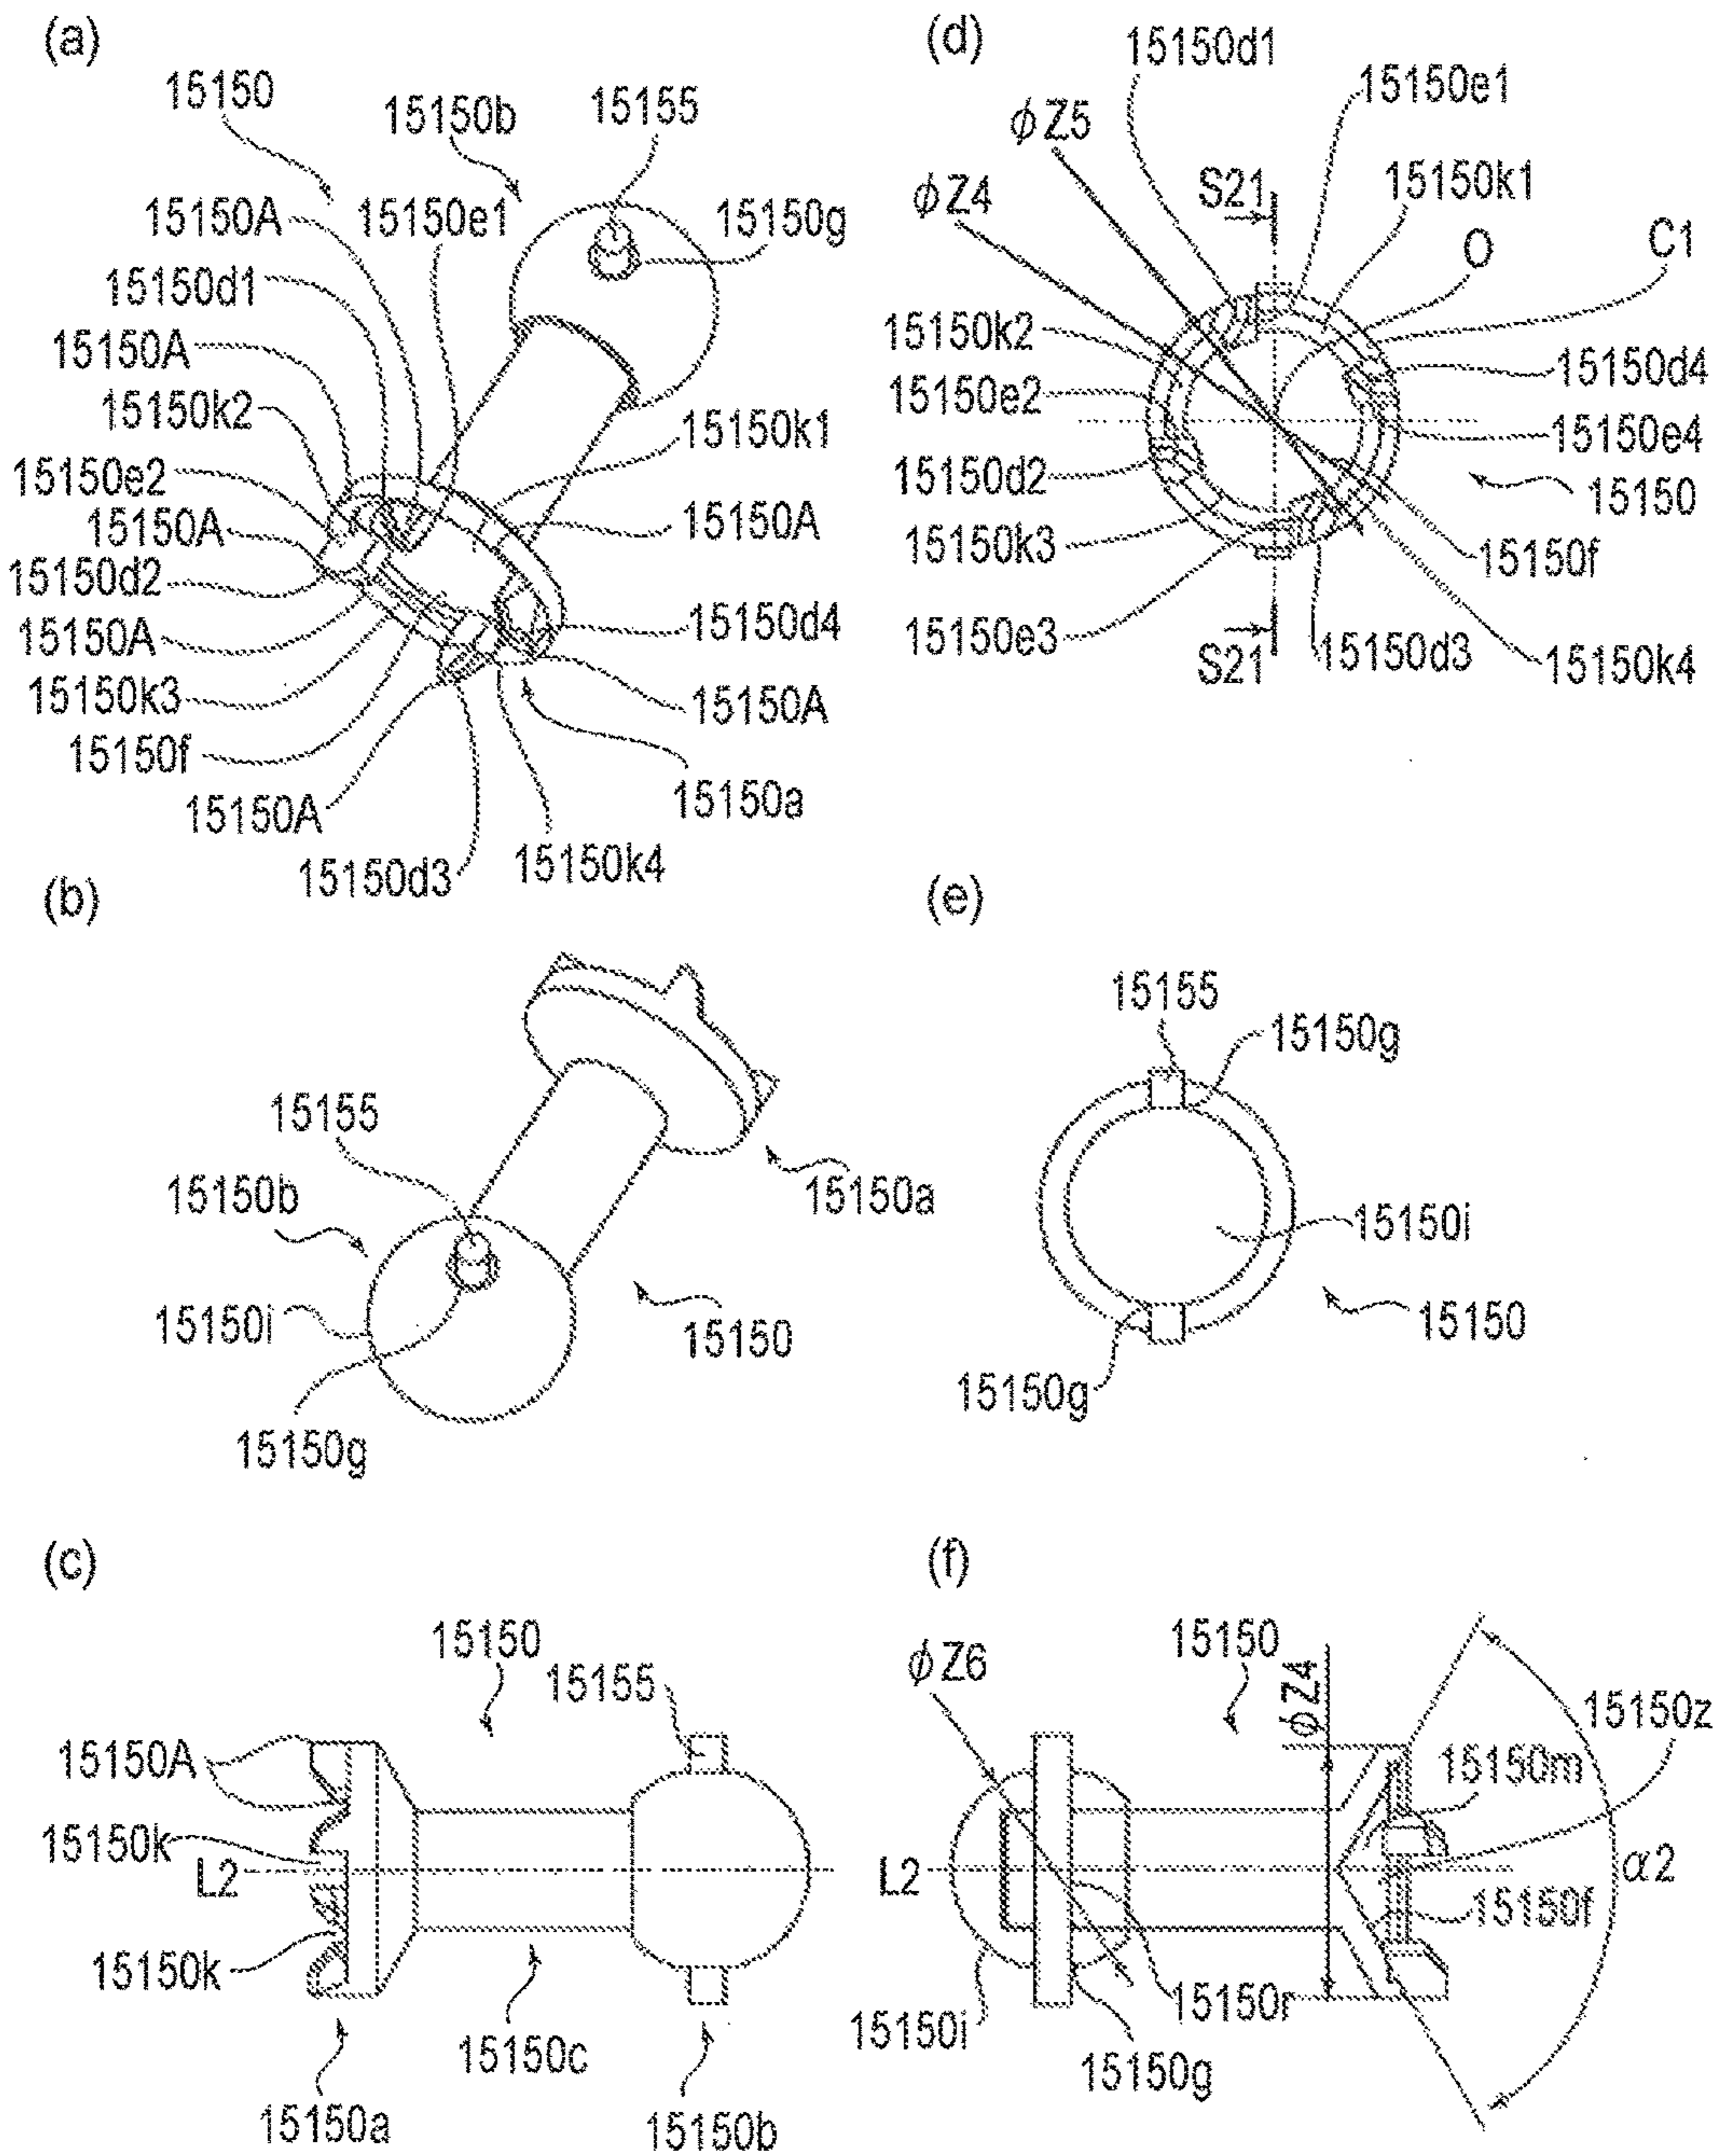 (a)
15150
15150b
15155
15150A
15150e1
15150g
15150d1
15150A
15150k2
15150k1
15150e2
15150A
15150A
15150d2
15150A
15150d4
15150k3
15150A
15150f
15150a
15150A
15150d3
15150k4
(d)
15150d1
15150e1
ϕZ5
ϕZ4
S21
15150k1
O
C1
15150k2
15150d4
15150e2
15150e4
15150d2
15150
15150k3
15150f
15150e3
S21
15150d3
15150k4
(b)
15155
15150b
15150a
15150i
15150
15150g
(e)
15155
15150g
15150i
15150
15150g
(c)
15150
15155
15150A
15150k
L2
15150k
15150c
15150a
15150b
(f)
15150
ϕZ6
ϕZ4
15150z
15150m
L2
α2
15150f
15150r
15150i
15150g